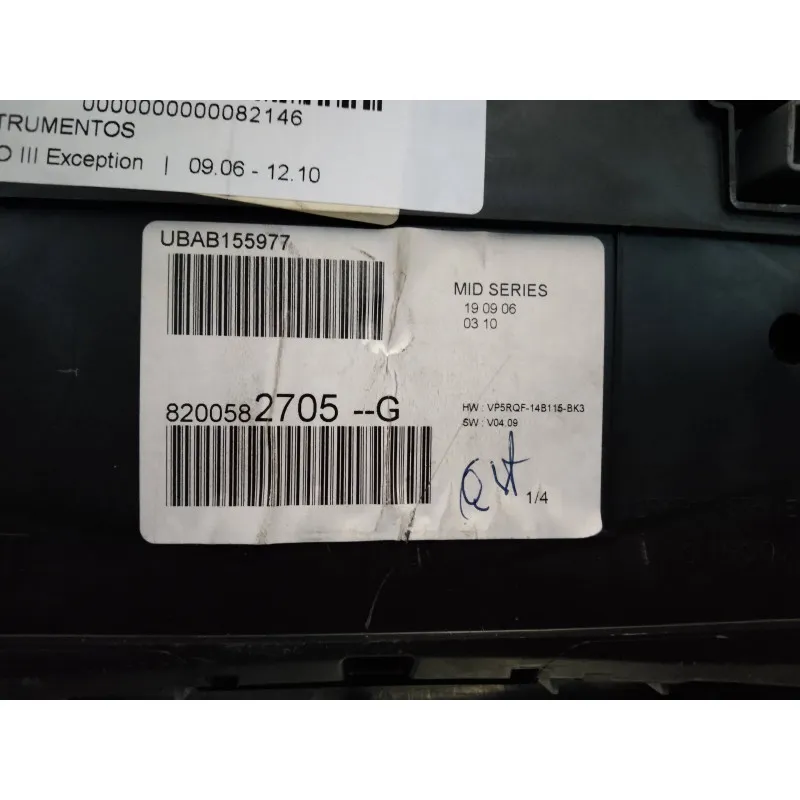 0000000000082146
TRUMENTOS
O III Exception | 09.06 - 12.10
UBAB155977
MID SERIES
19 09 06
03 10
8200582705 --G
HW : VP5RQF-14B115-BK3
SW : V04.09
1/4